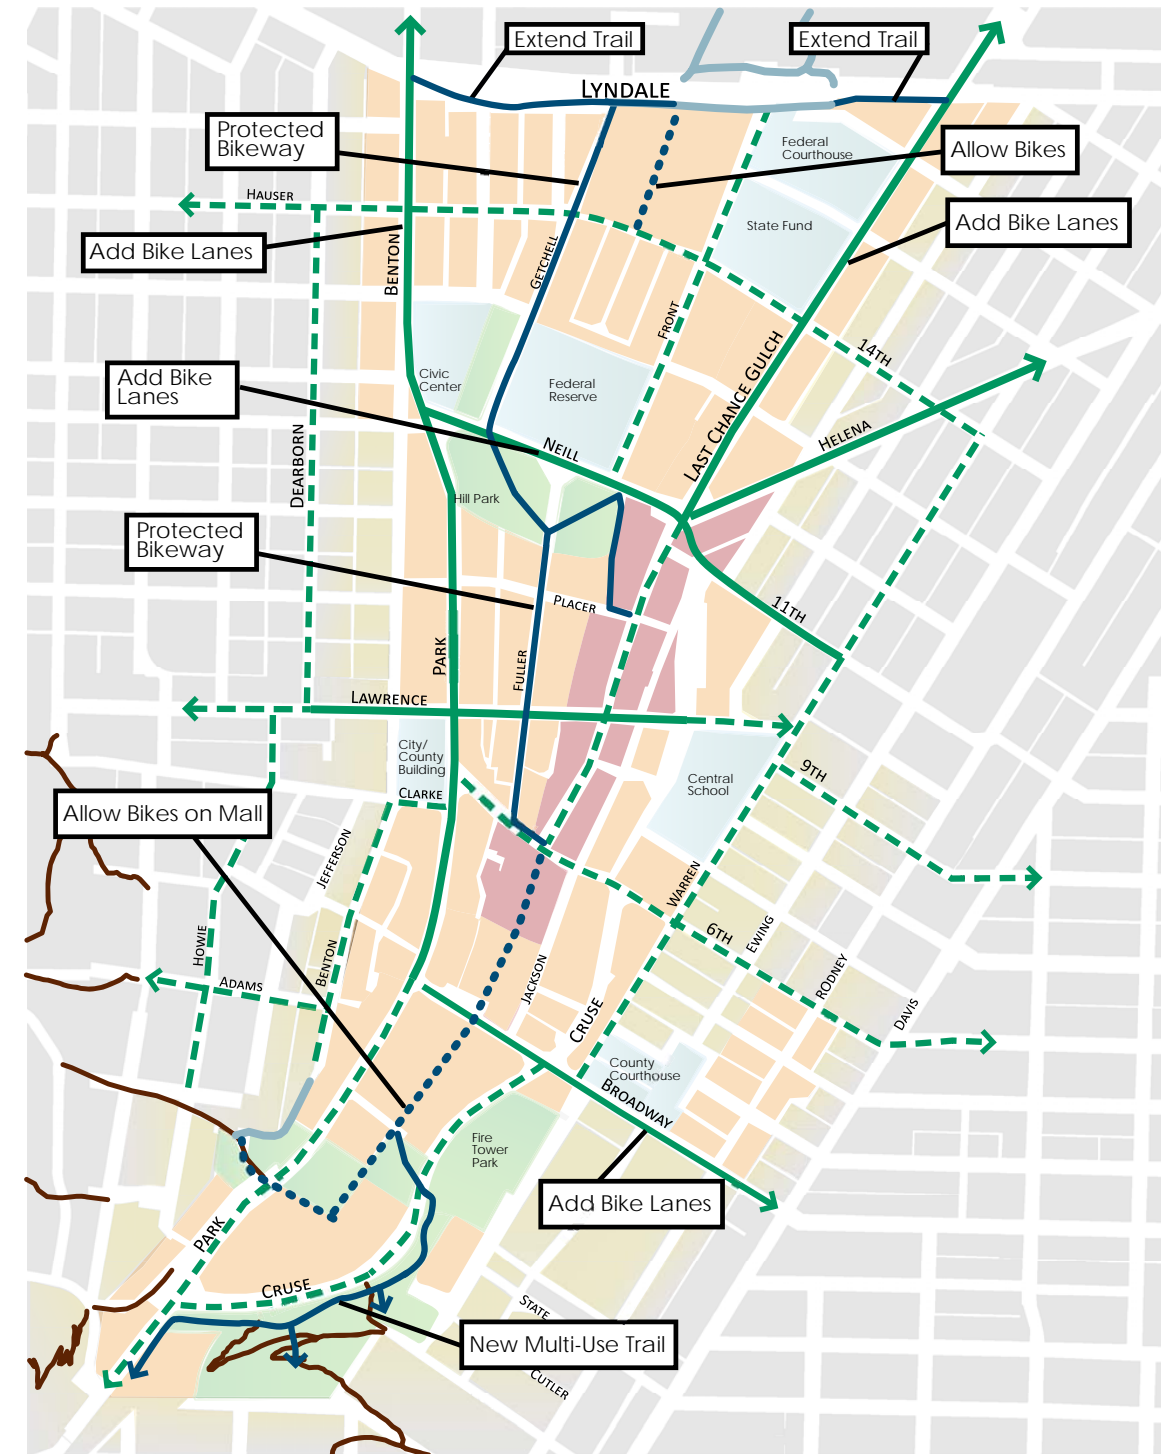 Extend Trail
Extend Trail
LYNDALE
Protected
Bikeway
Federal
Courthouse
Allow Bikes
HAUSER
State Fund
Add Bike Lanes
Add Bike Lanes
BENTON
GETCHELL
FRONT
14TH
LAST CHANCE GULCH
Civic
Center
Federal
Reserve
Add Bike
Lanes
HELENA
NEILL
DEARBORN
Hill Park
Protected
Bikeway
PLACER
11TH
PARK
FULLER
LAWRENCE
City/
County
Building
Central
School
9TH
CLARKE
Allow Bikes on Mall
JEFFERSON
WARREN
6TH
EWING
HOWIE
BENTON
ADAMS
JACKSON
RODNEY
CRUSE
DAVIS
County
Courthouse
BROADWAY
Fire
Tower
Park
Add Bike Lanes
PARK
CRUSE
STATE
New Multi-Use Trail
CUTLER